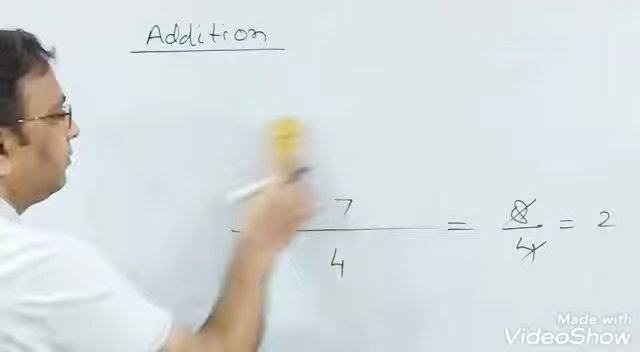 Addition
7 / 4 = 8 / 4 = 2
Made with
VideoShow